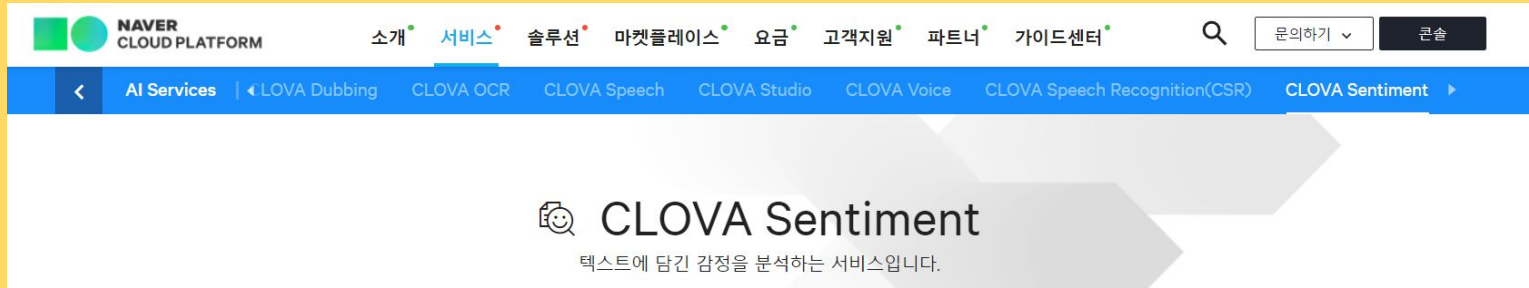 NAVER
CLOUD PLATFORM
소개 서비스 솔루션 마켓플레이스 요금 고객지원 파트너 가이드센터 문의하기 콘솔
AI Services | CLOVA Dubbing CLOVA OCR CLOVA Speech CLOVA Studio CLOVA Voice CLOVA Speech Recognition(CSR) CLOVA Sentiment
CLOVA Sentiment
텍스트에 담긴 감정을 분석하는 서비스입니다.